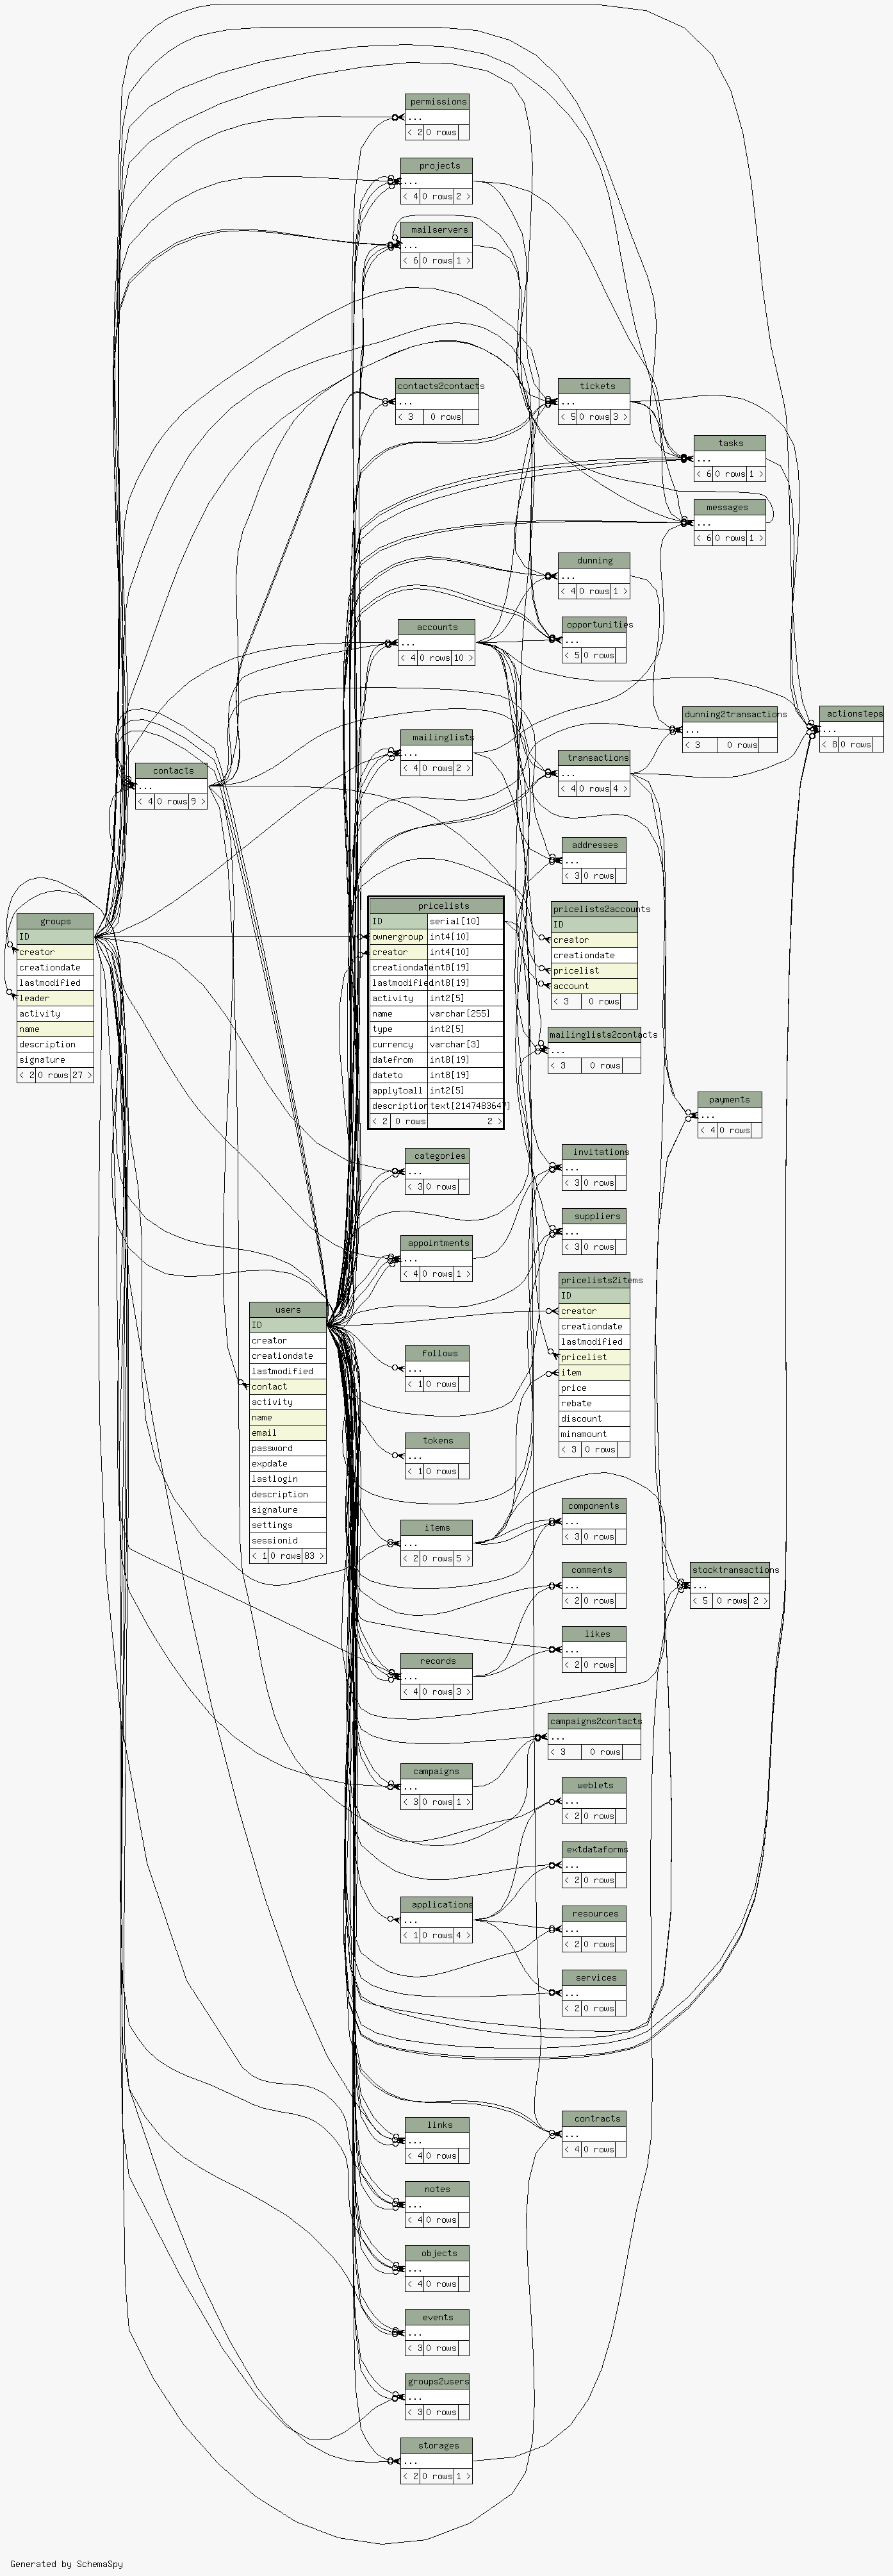 permissions
...
< 2 0 rows
projects
...
< 4 0 rows 2 >
mailservers
...
< 6 0 rows 1 >
contacts2contacts
...
< 3 0 rows
tickets
...
< 5 0 rows 3 >
tasks
...
< 6 0 rows 1 >
messages
...
< 6 0 rows 1 >
dunning
...
< 4 0 rows 1 >
opportunities
...
< 5 0 rows
accounts
...
< 4 0 rows 10 >
dunning2transactions
...
< 3 0 rows
actionsteps
...
< 8 0 rows
mailinglists
...
< 4 0 rows 2 >
transactions
...
< 4 0 rows 4 >
contacts
...
< 4 0 rows 9 >
addresses
...
< 3 0 rows
groups
ID
creator
creationdate
lastmodified
leader
activity
name
description
signature
< 2 0 rows 27 >
pricelists
ID serial[10]
ownergroup int4[10]
creator int4[10]
creationdate int8[19]
lastmodified int8[19]
activity int2[5]
name varchar[255]
type int2[5]
currency varchar[3]
datefrom int8[19]
dateto int8[19]
applytoall int2[5]
description text[2147483647]
< 2 0 rows 2 >
pricelists2accounts
ID
creator
creationdate
pricelist
account
< 3 0 rows
mailinglists2contacts
...
< 3 0 rows
payments
...
< 4 0 rows
categories
...
< 3 0 rows
invitations
...
< 3 0 rows
suppliers
...
< 3 0 rows
appointments
...
< 4 0 rows 1 >
pricelists2items
ID
creator
creationdate
lastmodified
pricelist
item
price
rebate
discount
minamount
< 3 0 rows
users
ID
creator
creationdate
lastmodified
contact
activity
name
email
password
expdate
lastlogin
description
signature
settings
sessionid
< 1 0 rows 83 >
follows
...
< 1 0 rows
tokens
...
< 1 0 rows
items
...
< 2 0 rows 5 >
components
...
< 3 0 rows
comments
...
< 2 0 rows
stocktransactions
...
< 5 0 rows 2 >
likes
...
< 2 0 rows
records
...
< 4 0 rows 3 >
campaigns2contacts
...
< 3 0 rows
campaigns
...
< 3 0 rows 1 >
weblets
...
< 2 0 rows
extdataforms
...
< 2 0 rows
applications
...
< 1 0 rows 4 >
resources
...
< 2 0 rows
services
...
< 2 0 rows
links
...
< 4 0 rows
contracts
...
< 4 0 rows
notes
...
< 4 0 rows
objects
...
< 4 0 rows
events
...
< 3 0 rows
groups2users
...
< 3 0 rows
storages
...
< 2 0 rows 1 >
Generated by SchemaSpy